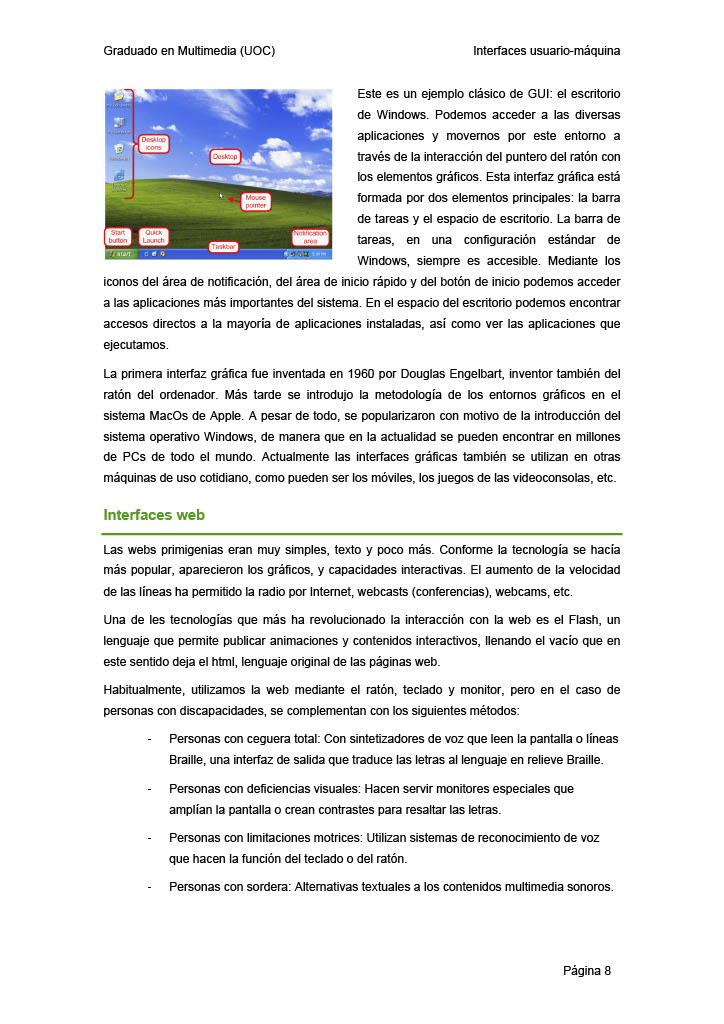 Graduado en Multimedia (UOC) Interfaces usuario-máquina
Desktop
icons
Desktop
Mouse
pointer
Start
button
Quick
Launch
Taskbar
Notification
area
start
Este es un ejemplo clásico de GUI: el escritorio
de Windows. Podemos acceder a las diversas
aplicaciones y movernos por este entorno a
través de la interacción del puntero del ratón con
los elementos gráficos. Esta interfaz gráfica está
formada por dos elementos principales: la barra
de tareas y el espacio de escritorio. La barra de
tareas, en una configuración estándar de
Windows, siempre es accesible. Mediante los
iconos del área de notificación, del área de inicio rápido y del botón de inicio podemos acceder
a las aplicaciones más importantes del sistema. En el espacio del escritorio podemos encontrar
accesos directos a la mayoría de aplicaciones instaladas, así como ver las aplicaciones que
ejecutamos.
La primera interfaz gráfica fue inventada en 1960 por Douglas Engelbart, inventor también del
ratón del ordenador. Más tarde se introdujo la metodología de los entornos gráficos en el
sistema MacOs de Apple. A pesar de todo, se popularizaron con motivo de la introducción del
sistema operativo Windows, de manera que en la actualidad se pueden encontrar en millones
de PCs de todo el mundo. Actualmente las interfaces gráficas también se utilizan en otras
máquinas de uso cotidiano, como pueden ser los móviles, los juegos de las videoconsolas, etc.
Interfaces web
Las webs primigenias eran muy simples, texto y poco más. Conforme la tecnología se hacía
más popular, aparecieron los gráficos, y capacidades interactivas. El aumento de la velocidad
de las líneas ha permitido la radio por Internet, webcasts (conferencias), webcams, etc.
Una de les tecnologías que más ha revolucionado la interacción con la web es el Flash, un
lenguaje que permite publicar animaciones y contenidos interactivos, llenando el vacío que en
este sentido deja el html, lenguaje original de las páginas web.
Habitualmente, utilizamos la web mediante el ratón, teclado y monitor, pero en el caso de
personas con discapacidades, se complementan con los siguientes métodos:
- Personas con ceguera total: Con sintetizadores de voz que leen la pantalla o líneas
Braille, una interfaz de salida que traduce las letras al lenguaje en relieve Braille.
- Personas con deficiencias visuales: Hacen servir monitores especiales que
amplían la pantalla o crean contrastes para resaltar las letras.
- Personas con limitaciones motrices: Utilizan sistemas de reconocimiento de voz
que hacen la función del teclado o del ratón.
- Personas con sordera: Alternativas textuales a los contenidos multimedia sonoros.
Página 8